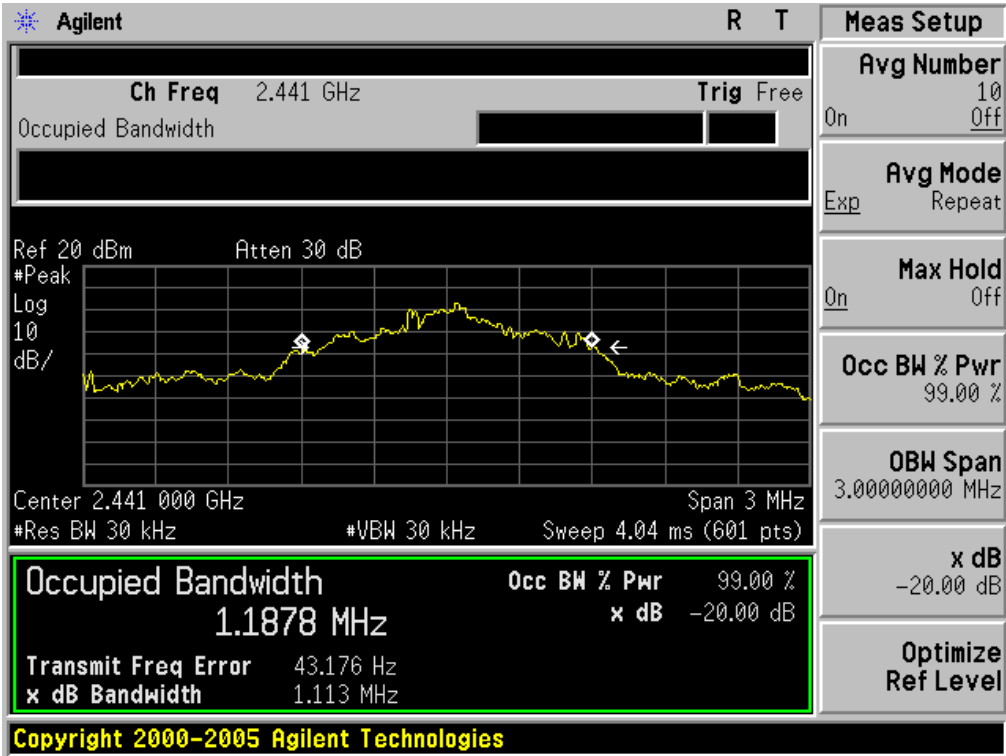 Agilent R T
Ch Freq 2.441 GHz Trig Free
Occupied Bandwidth
Ref 20 dBm Atten 30 dB
#Peak
Log
10
dB/
Center 2.441 000 GHz Span 3 MHz
#Res BW 30 kHz #VBW 30 kHz Sweep 4.04 ms (601 pts)
Occupied Bandwidth Occ BW % Pwr 99.00 %
1.1878 MHz x dB -20.00 dB
Transmit Freq Error 43.176 Hz
x dB Bandwidth 1.113 MHz
Copyright 2000-2005 Agilent Technologies
Meas Setup
Avg Number
10
On Off
Avg Mode
Exp Repeat
Max Hold
On Off
Occ BW % Pwr
99.00 %
OBW Span
3.00000000 MHz
x dB
-20.00 dB
Optimize
Ref Level